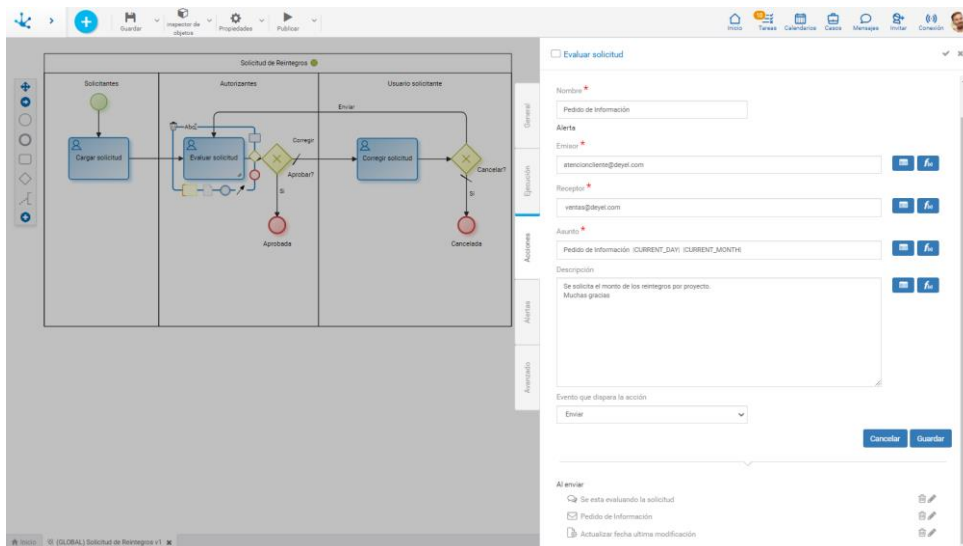 Guardar
Inspector de objetos
Propiedades
Publicar
Inicio
Tareas
Calendarios
Casos
Mensajes
Invitar
Conexión
Solicitud de Reintegros
Solicitantes
Autorizantes
Usuario solicitante
Enviar
Abc
Cargar solicitud
Evaluar solicitud
Corregir
Corregir solicitud
Aprobar?
Cancelar?
Si
Si
Aprobada
Cancelada
General
Ejecución
Acciones
Alertas
Avanzado
Evaluar solicitud
Nombre *
Pedido de Información
Alerta
Emisor *
atencioncliente@deyel.com
Receptor *
ventas@deyel.com
Asunto *
Pedido de Información |CURRENT_DAY| |CURRENT_MONTH|
Descripción
Se solicita el monto de los reintegros por proyecto.
Muchas gracias
Evento que dispara la acción
Enviar
Cancelar
Guardar
Al enviar
Se esta evaluando la solicitud
Pedido de Información
Actualizar fecha ultima modificación
Inicio
(GLOBAL) Solicitud de Reintegros v1